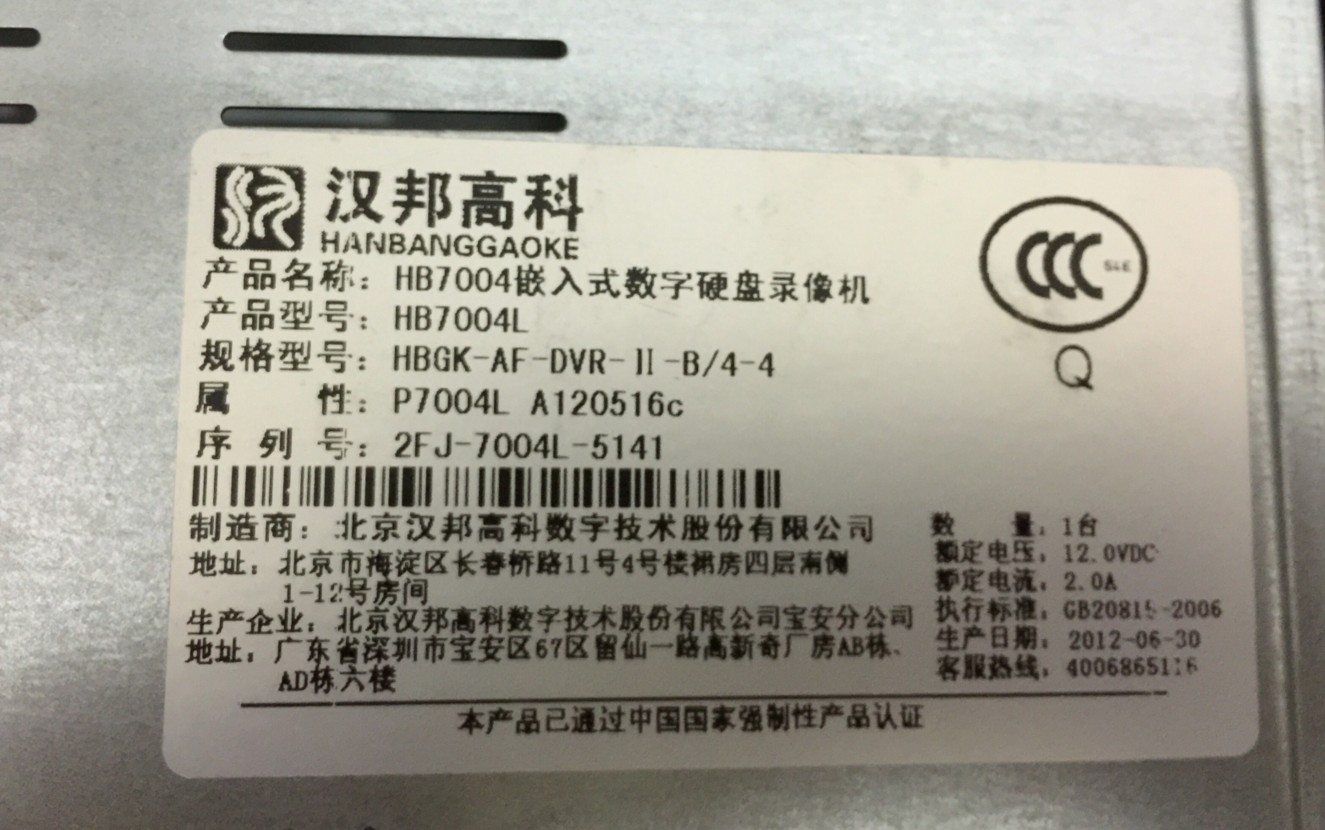 汉邦高科
HANBANGGAOKE
CCC S&E
Q
产品名称：HB7004嵌入式数字硬盘录像机
产品型号：HB7004L
规格型号：HBGK-AF-DVR-II-B/4-4
属 性：P7004L A120516c
序 列 号：2FJ-7004L-5141
制造商：北京汉邦高科数字技术股份有限公司
地址：北京市海淀区长春桥路11号4号楼裙房四层南侧
1-12号房间
生产企业：北京汉邦高科数字技术股份有限公司宝安分公司
地址：广东省深圳市宝安区67区留仙一路高新奇厂房AB栋、
AD栋六楼
数 量：1台
额定电压：12.0VDC
额定电流：2.0A
执行标准：GB20815-2006
生产日期：2012-06-30
客服热线：4006865116
本产品已通过中国国家强制性产品认证